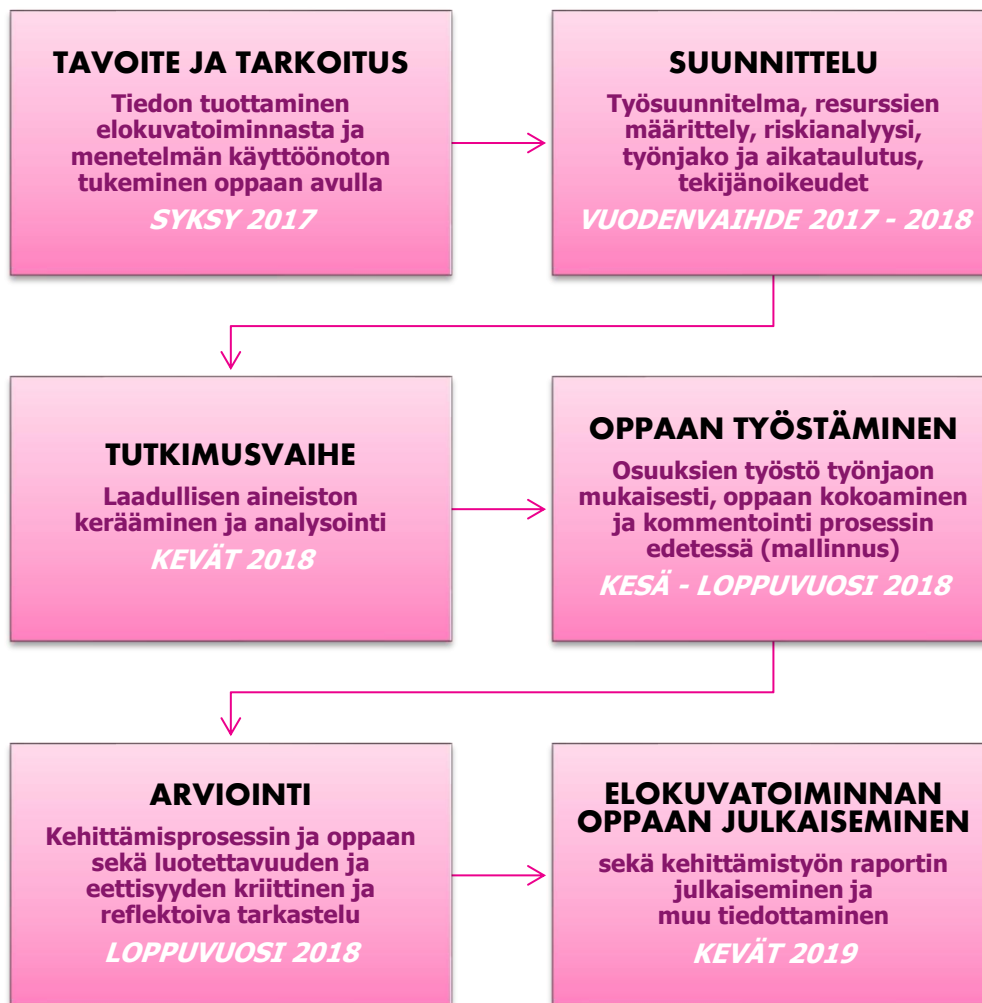 TAVOITE JA TARKOITUS
Tiedon tuottaminen
elokuvatoiminnasta ja
menetelmän käyttöönoton
tukeminen oppaan avulla
SYKSY 2017
SUUNNITTELU
Työsuunnitelma, resurssien
määrittely, riskianalyysi,
työnjako ja aikataulutus,
tekijänoikeudet
VUODENVAIHDE 2017 - 2018
TUTKIMUSVAIHE
Laadullisen aineiston
kerääminen ja analysointi
KEVÄT 2018
OPPAAN TYÖSTÄMINEN
Osuuksien työstö työnjaon
mukaisesti, oppaan kokoaminen
ja kommentointi prosessin
edetessä (mallinnus)
KESÄ - LOPPUVUOSI 2018
ARVIOINTI
Kehittämisprosessin ja oppaan
sekä luotettavuuden ja
eettisyyden kriittinen ja
reflektoiva tarkastelu
LOPPUVUOSI 2018
ELOKUVATOIMINNAN
OPPAAN JULKAISEMINEN
sekä kehittämistyön raportin
julkaiseminen ja
muu tiedottaminen
KEVÄT 2019